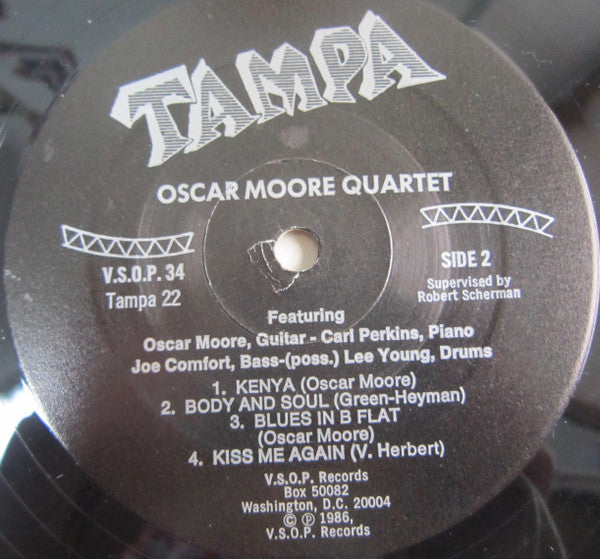 TAMPA
OSCAR MOORE QUARTET
V.S.O.P. 34
Tampa 22
SIDE 2
Supervised by
Robert Scherman
Featuring
Oscar Moore, Guitar - Carl Perkins, Piano
Joe Comfort, Bass-(poss.) Lee Young, Drums
1. KENYA (Oscar Moore)
2. BODY AND SOUL (Green-Heyman)
3. BLUES IN B FLAT
(Oscar Moore)
4. KISS ME AGAIN (V. Herbert)
V.S.O.P. Records
Box 50082
Washington, D.C. 20004
© ℗ 1986,
V.S.O.P. Records